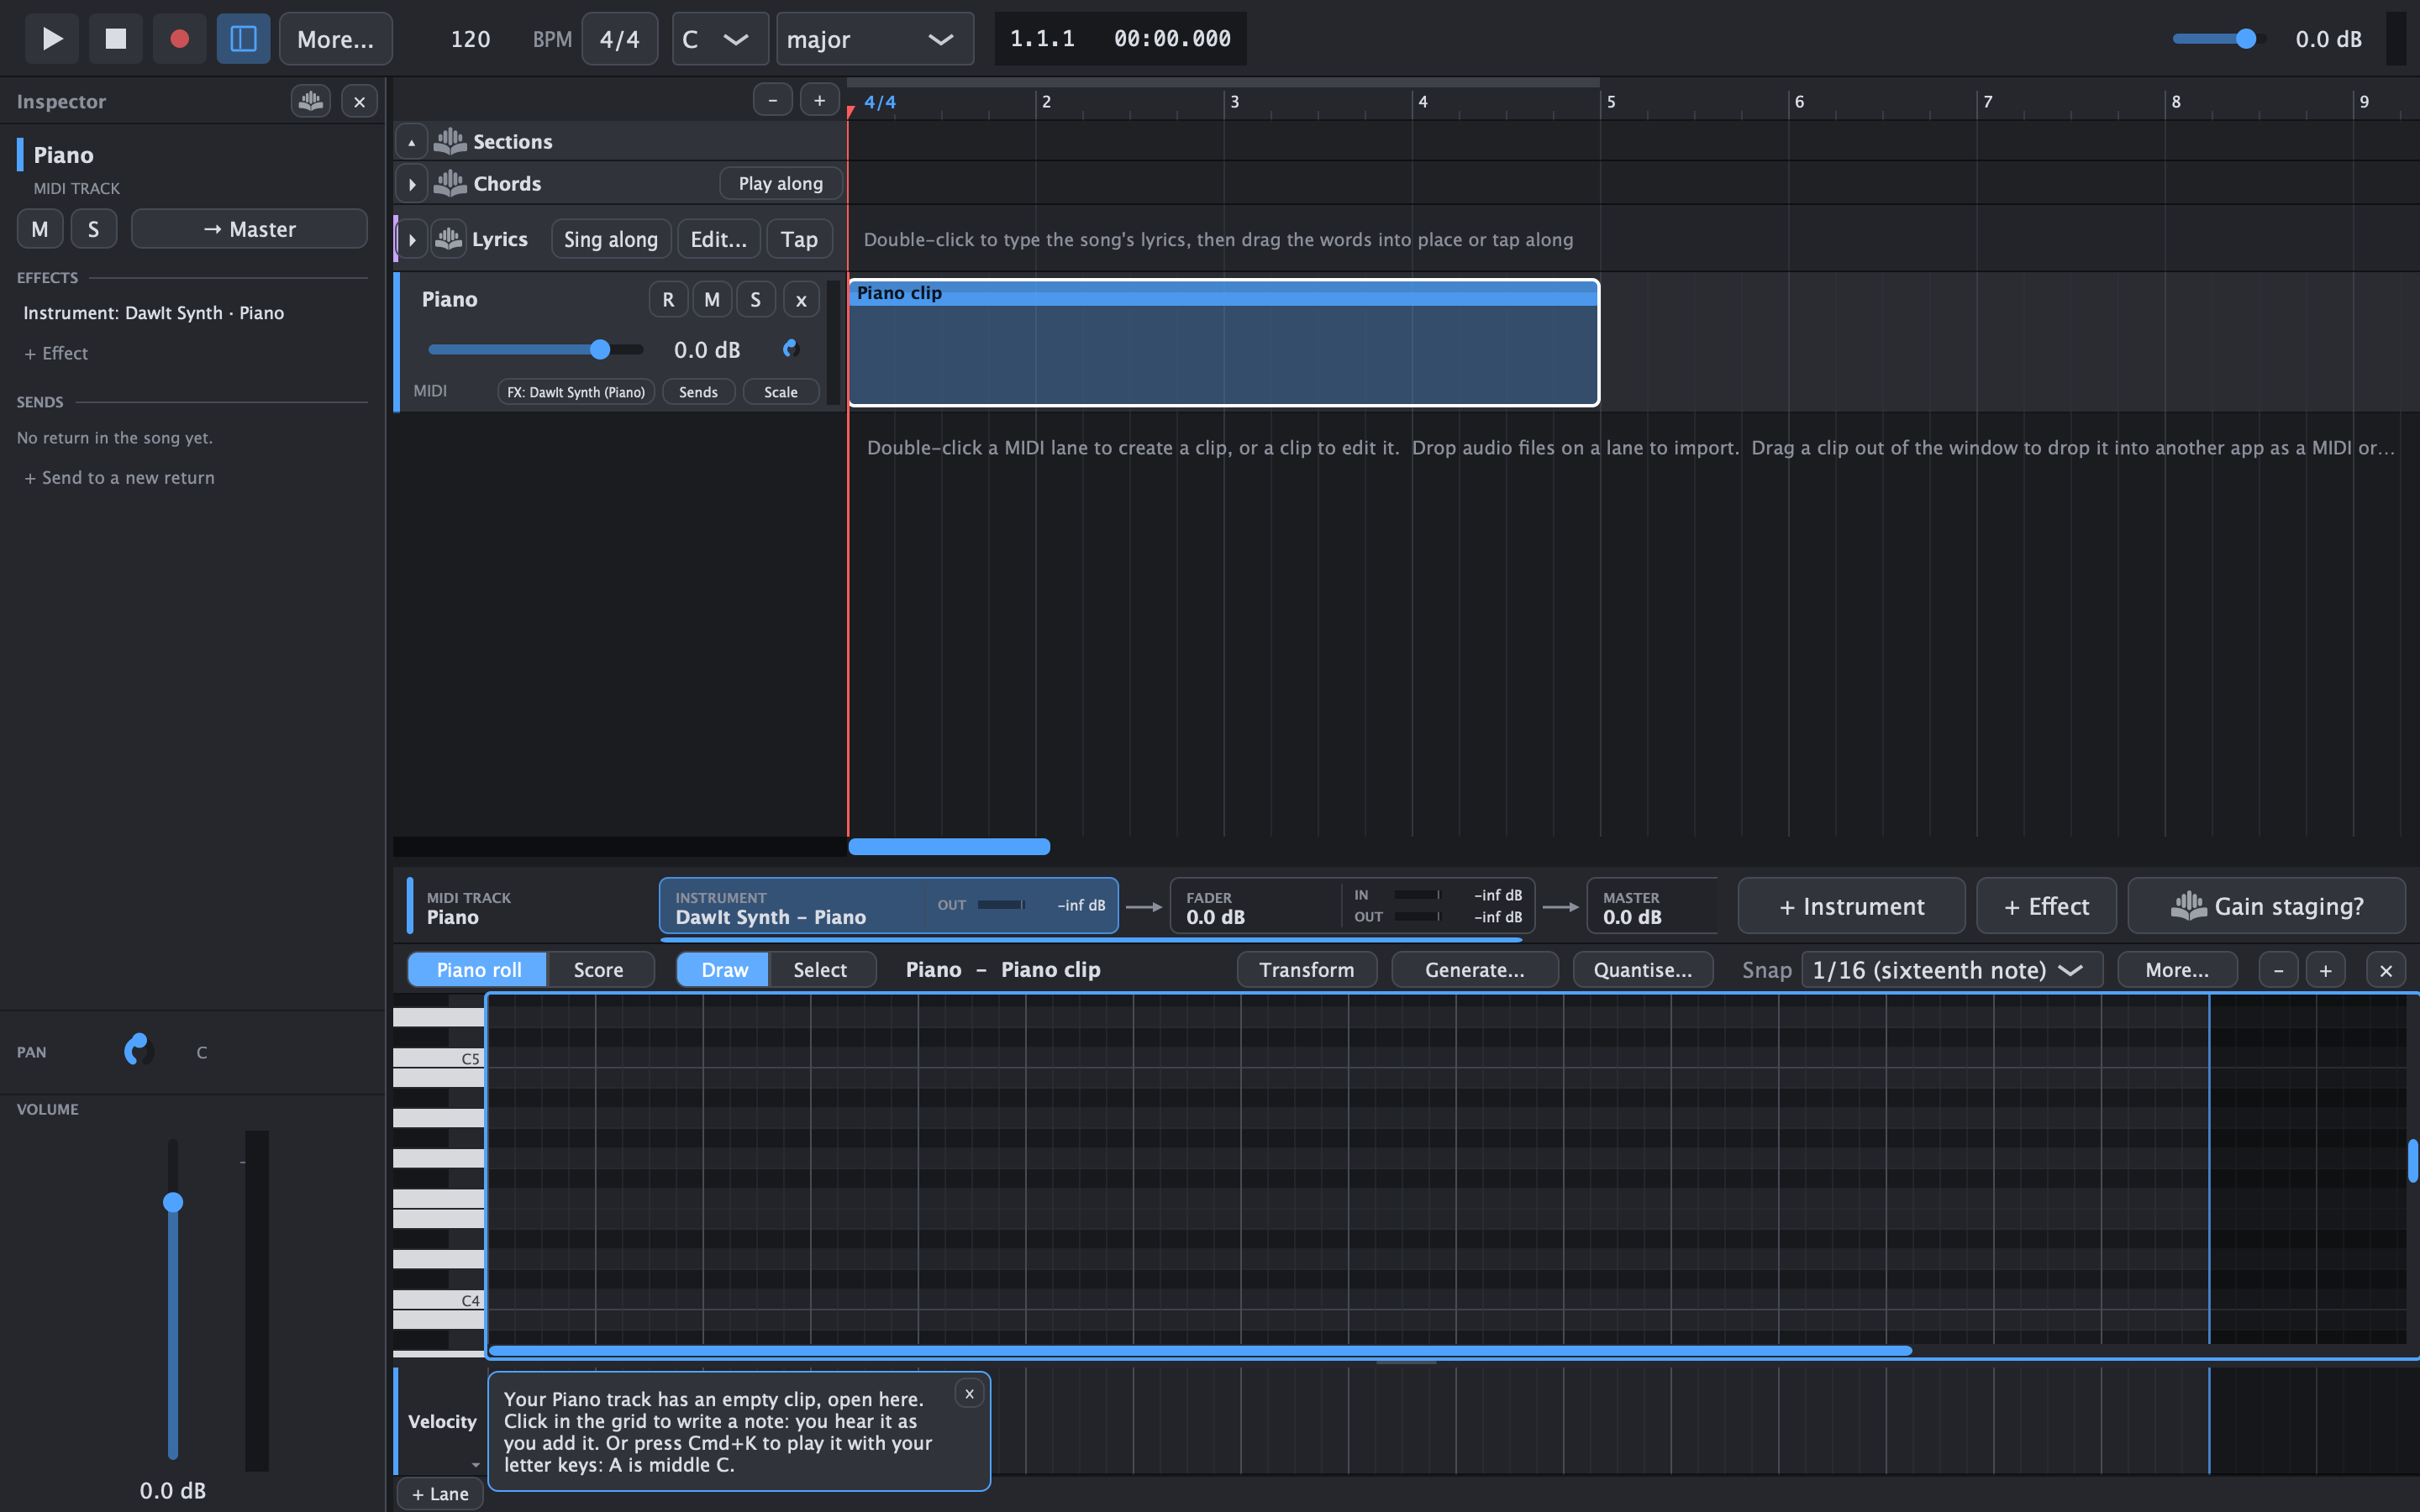 More...
120 BPM
4/4
C
major
1.1.1 00:00.000
0.0 dB
Inspector
x
Piano
MIDI TRACK
M
S
→ Master
EFFECTS
Instrument: DawIt Synth · Piano
+ Effect
SENDS
No return in the song yet.
+ Send to a new return
PAN
C
VOLUME
0.0 dB
-
+
4/4
2
3
4
5
6
7
8
9
Sections
Chords
Play along
Lyrics
Sing along
Edit...
Tap
Double-click to type the song's lyrics, then drag the words into place or tap along
Piano
R
M
S
x
0.0 dB
MIDI
FX: DawIt Synth (Piano)
Sends
Scale
Piano clip
Double-click a MIDI lane to create a clip, or a clip to edit it. Drop audio files on a lane to import. Drag a clip out of the window to drop it into another app as a MIDI or...
MIDI TRACK
Piano
INSTRUMENT
DawIt Synth - Piano
OUT
-inf dB
FADER
0.0 dB
IN
-inf dB
OUT
-inf dB
MASTER
0.0 dB
+ Instrument
+ Effect
Gain staging?
Piano roll
Score
Draw
Select
Piano - Piano clip
Transform
Generate...
Quantise...
Snap
1/16 (sixteenth note)
More...
-
+
x
C5
C4
Velocity
Your Piano track has an empty clip, open here.
Click in the grid to write a note: you hear it as
you add it. Or press Cmd+K to play it with your
letter keys: A is middle C.
x
+ Lane